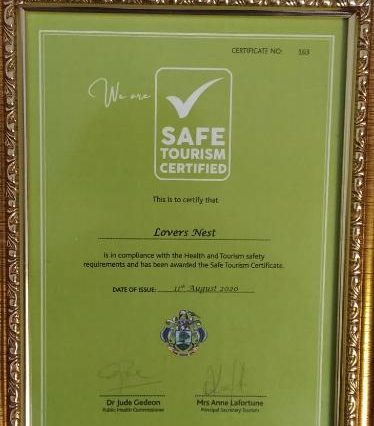 CERTIFICATE NO: 163
We are
SAFE
TOURISM
CERTIFIED
This is to certify that
Lovers Nest
is in compliance with the Health and Tourism safety
requirements and has been awarded the Safe Tourism Certificate.
DATE OF ISSUE: 11th August 2020
Dr Jude Gedeon
Public Health Commissioner
Mrs Anne Lafortune
Principal Secretary Tourism